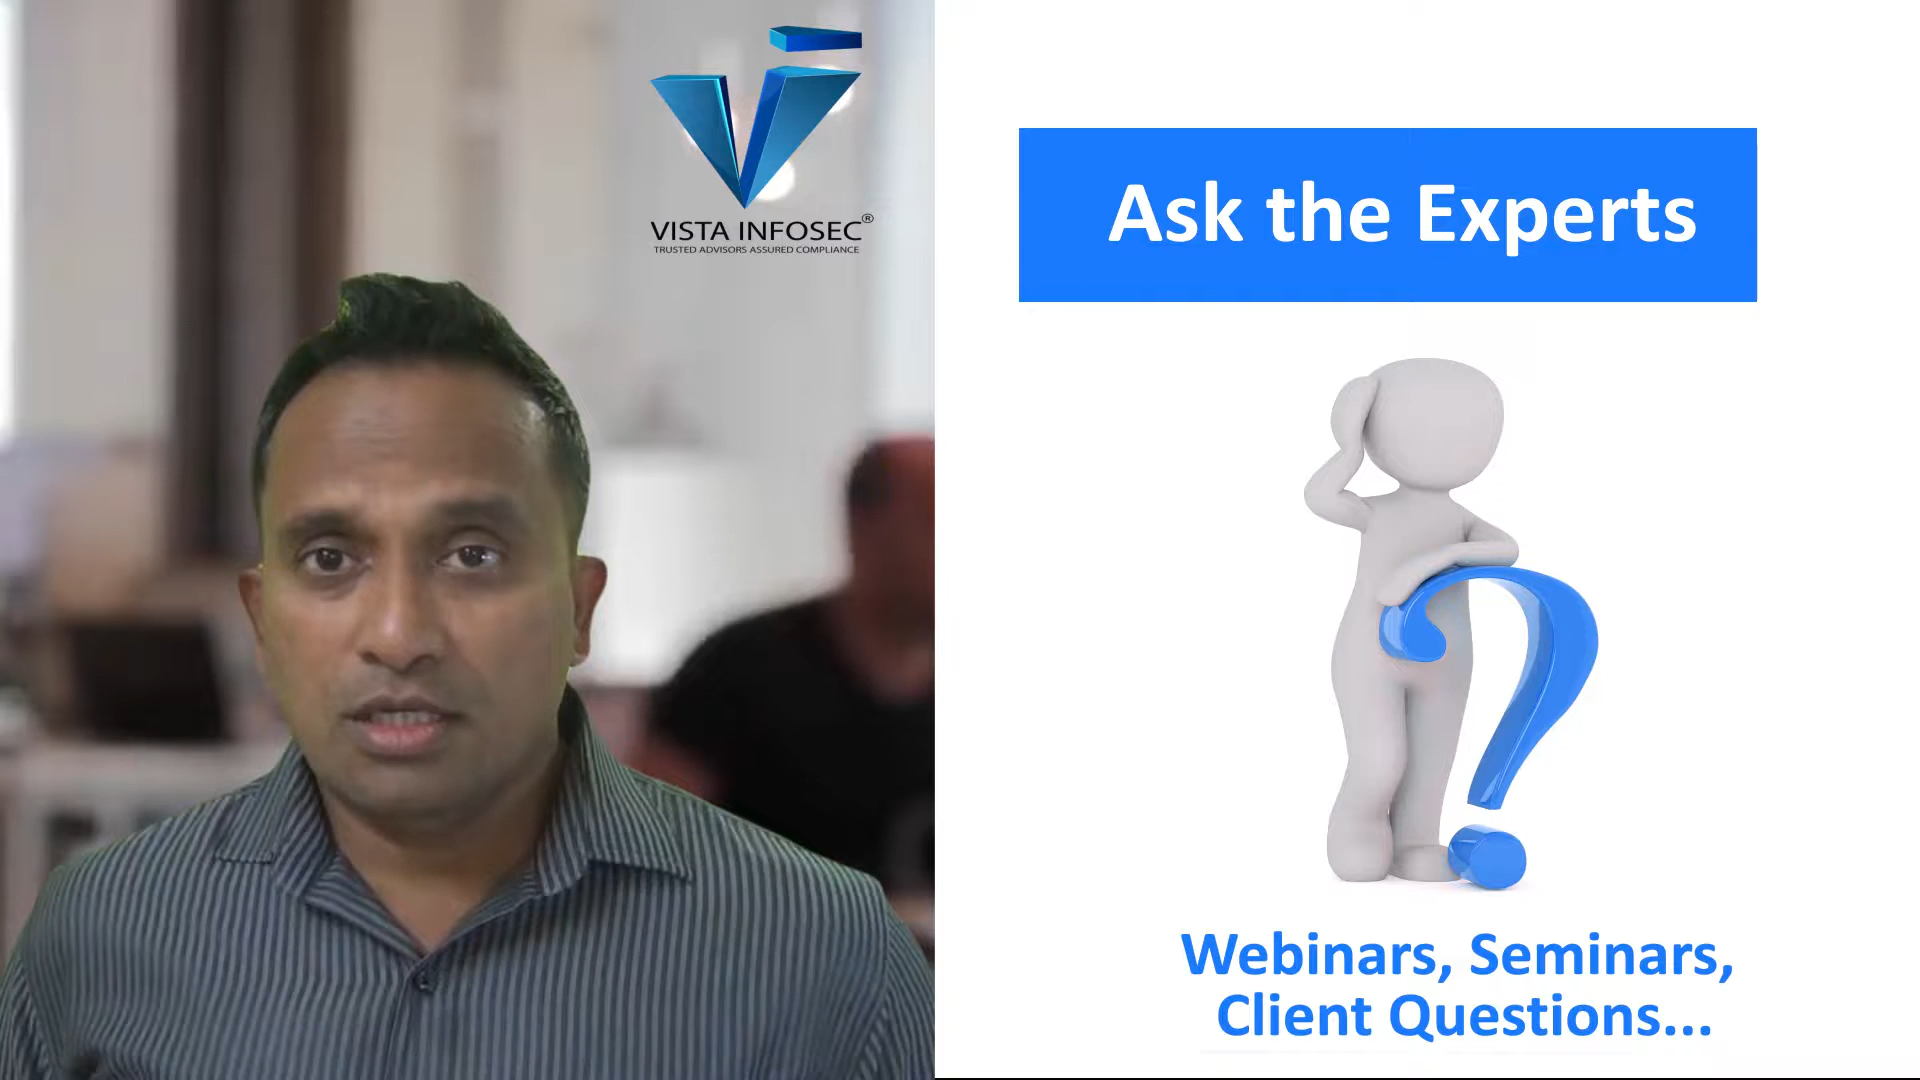 VISTA INFOSEC®
TRUSTED ADVISORS ASSURED COMPLIANCE
Ask the Experts
Webinars, Seminars,
Client Questions...